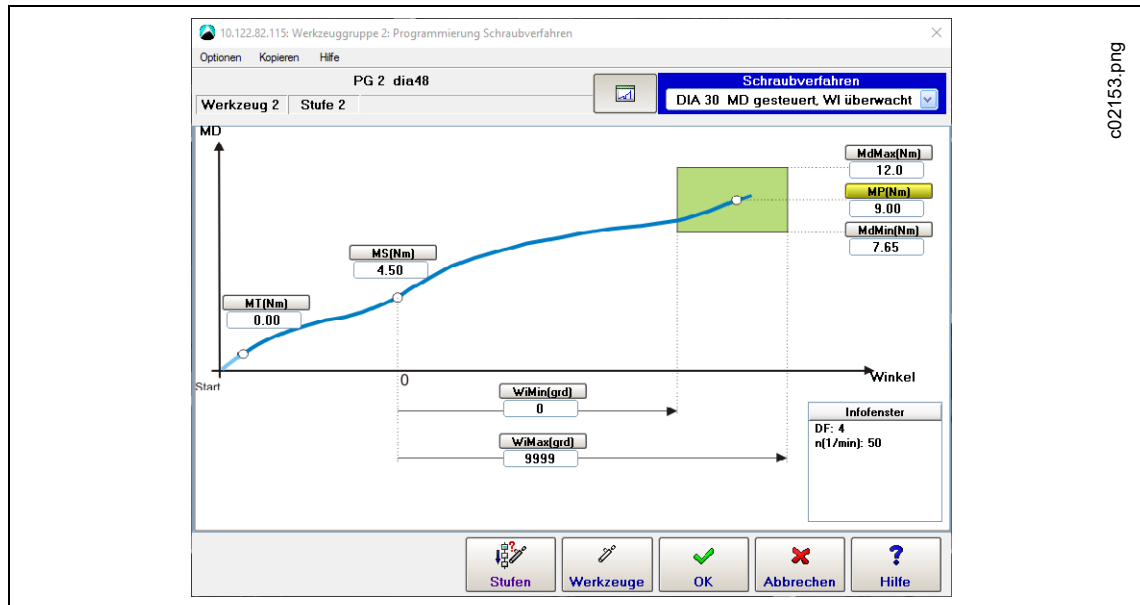 10.122.82.115: Werkzeuggruppe 2: Programmierung Schraubverfahren
Optionen Kopieren Hilfe
PG 2 dia48
Schraubverfahren
Werkzeug 2 Stufe 2
DIA 30 MD gesteuert, WI überwacht
MD
MdMax(Nm)
12.0
MP(Nm)
9.00
MdMin(Nm)
7.65
MS(Nm)
4.50
MT(Nm)
0.00
Start
0
Winkel
WiMin(grd)
0
WiMax(grd)
9999
Infofenster
DF: 4
n(1/min): 50
Stufen
Werkzeuge
OK
Abbrechen
Hilfe
c02153.png